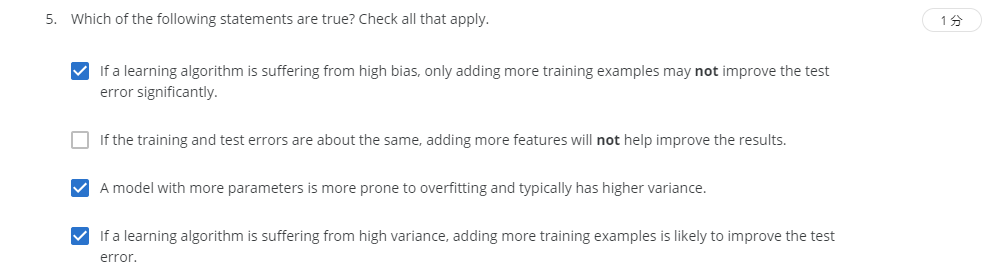 5. Which of the following statements are true? Check all that apply.
1 分
If a learning algorithm is suffering from high bias, only adding more training examples may not improve the test
error significantly.
If the training and test errors are about the same, adding more features will not help improve the results.
A model with more parameters is more prone to overfitting and typically has higher variance.
If a learning algorithm is suffering from high variance, adding more training examples is likely to improve the test
error.